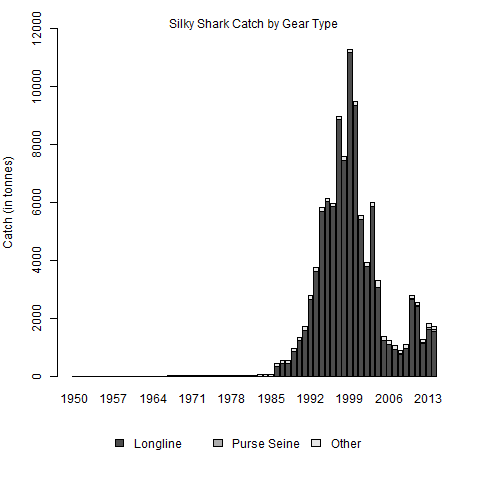 Silky Shark Catch by Gear Type
Catch (in tonnes)
12000
10000
8000
6000
4000
2000
0
1950 1957 1964 1971 1978 1985 1992 1999 2006 2013
Longline Purse Seine Other